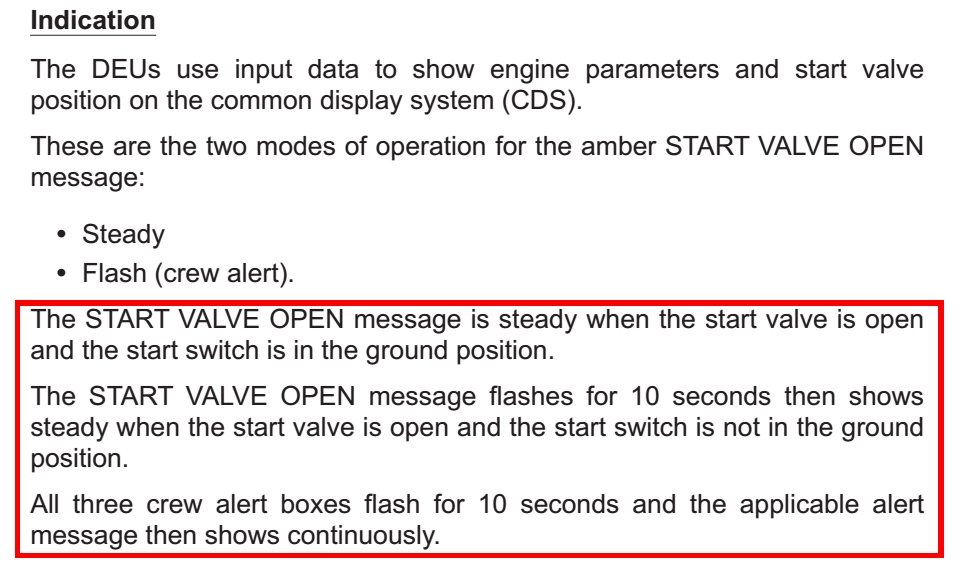 Indication
The DEUs use input data to show engine parameters and start valve
position on the common display system (CDS).
These are the two modes of operation for the amber START VALVE OPEN
message:
• Steady
• Flash (crew alert).
The START VALVE OPEN message is steady when the start valve is open
and the start switch is in the ground position.
The START VALVE OPEN message flashes for 10 seconds then shows
steady when the start valve is open and the start switch is not in the ground
position.
All three crew alert boxes flash for 10 seconds and the applicable alert
message then shows continuously.